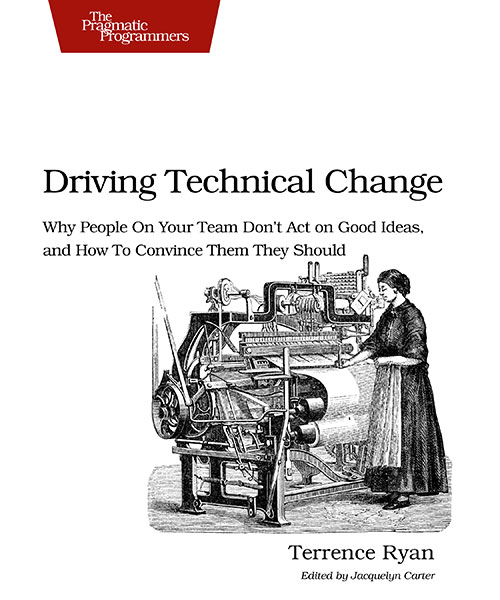 The
Pragmatic
Programmers
Driving Technical Change
Why People On Your Team Don't Act on Good Ideas,
and How To Convince Them They Should
Terrence Ryan
Edited by Jacquelyn Carter